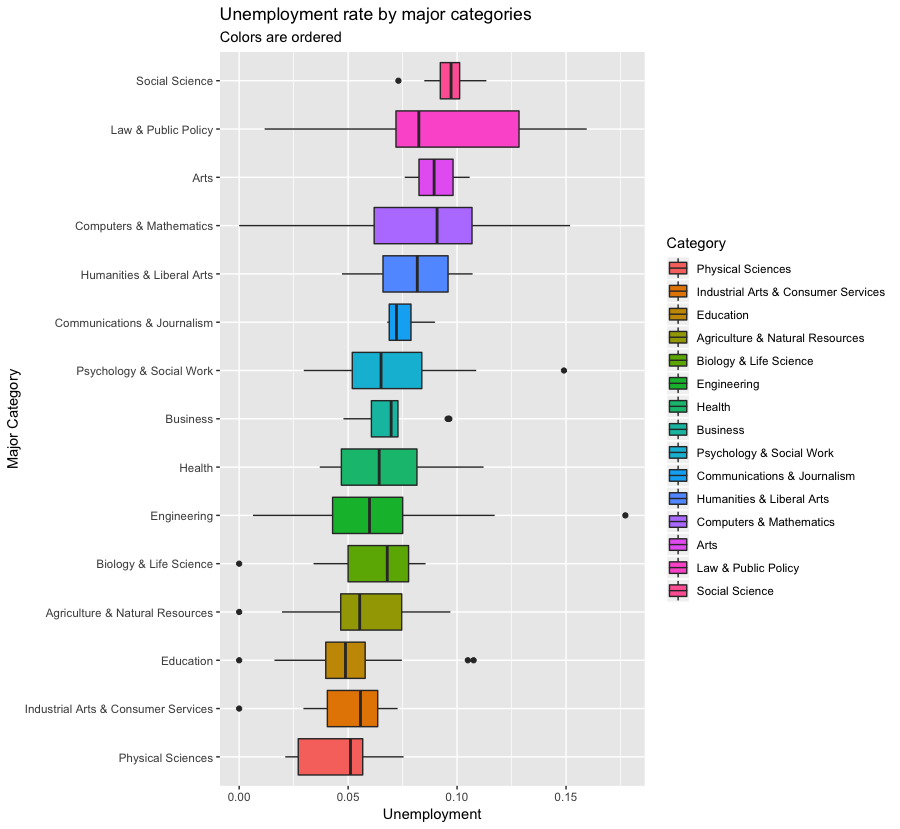 Unemployment rate by major categories
Colors are ordered
Major Category
Social Science
Law & Public Policy
Arts
Computers & Mathematics
Humanities & Liberal Arts
Communications & Journalism
Psychology & Social Work
Business
Health
Engineering
Biology & Life Science
Agriculture & Natural Resources
Education
Industrial Arts & Consumer Services
Physical Sciences
0.00 0.05 0.10 0.15
Unemployment
Category
Physical Sciences
Industrial Arts & Consumer Services
Education
Agriculture & Natural Resources
Biology & Life Science
Engineering
Health
Business
Psychology & Social Work
Communications & Journalism
Humanities & Liberal Arts
Computers & Mathematics
Arts
Law & Public Policy
Social Science